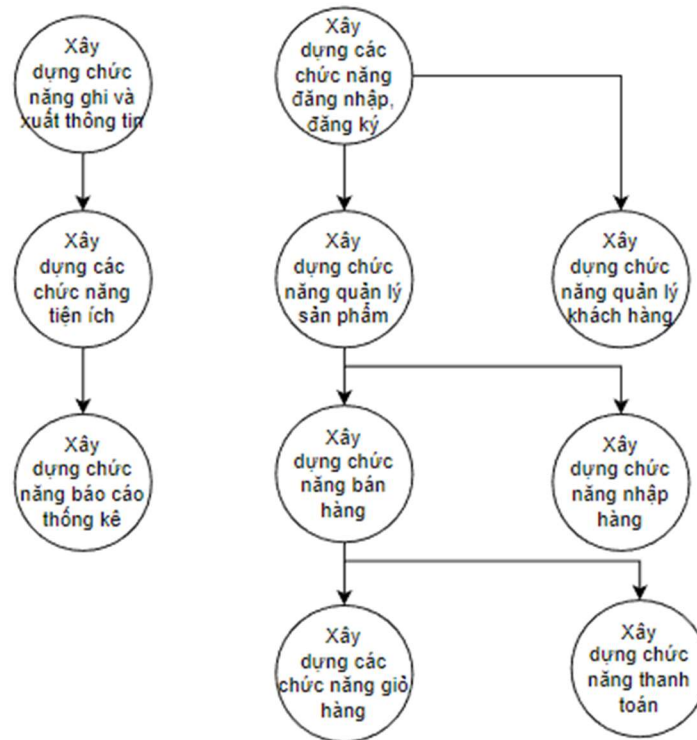 Xây
dựng chức
năng ghi và
xuất thông tin
Xây
dựng các
chức năng
đăng nhập,
đăng ký
Xây
dựng các
chức năng
tiện ích
Xây
dựng chức
năng quản lý
sản phẩm
Xây
dựng chức
năng quản lý
khách hàng
Xây
dựng chức
năng báo cáo
thống kê
Xây
dựng chức
năng bán
hàng
Xây
dựng chức
năng nhập
hàng
Xây
dựng các
chức năng giỏ
hàng
Xây
dựng chức
năng thanh
toán